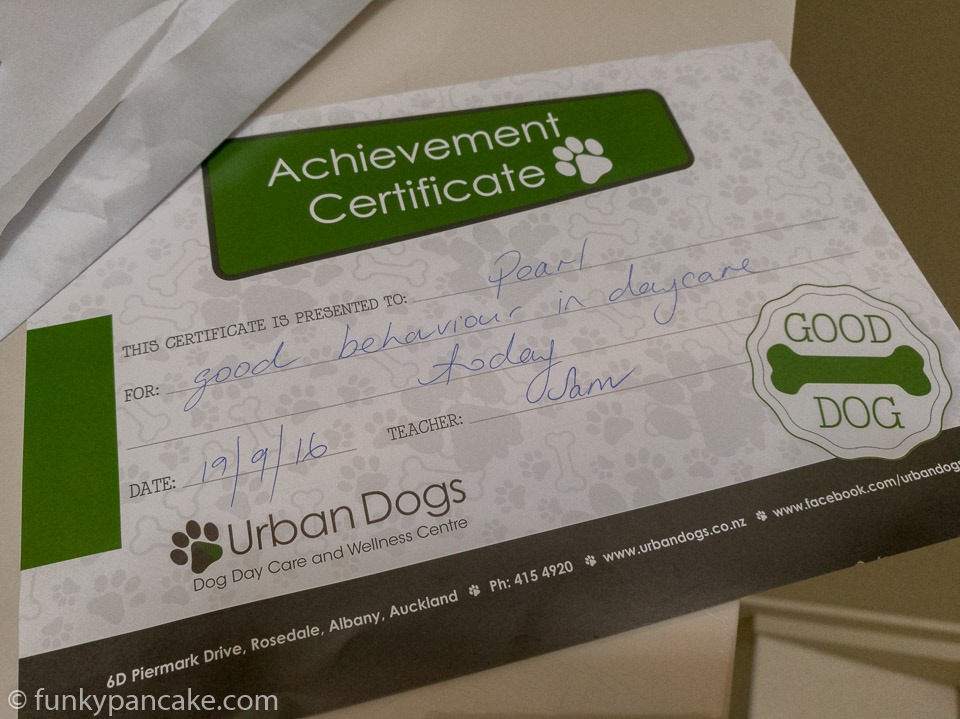 Achievement
Certificate
THIS CERTIFICATE IS PRESENTED TO: Pearl
FOR: good behaviour in daycare
today
DATE: 19/9/16 TEACHER: Sam
GOOD
DOG
Urban Dogs
Dog Day Care and Wellness Centre
6D Piermark Drive, Rosedale, Albany, Auckland Ph: 415 4920 www.urbandogs.co.nz www.facebook.com/urbandogs
© funkypancake.com